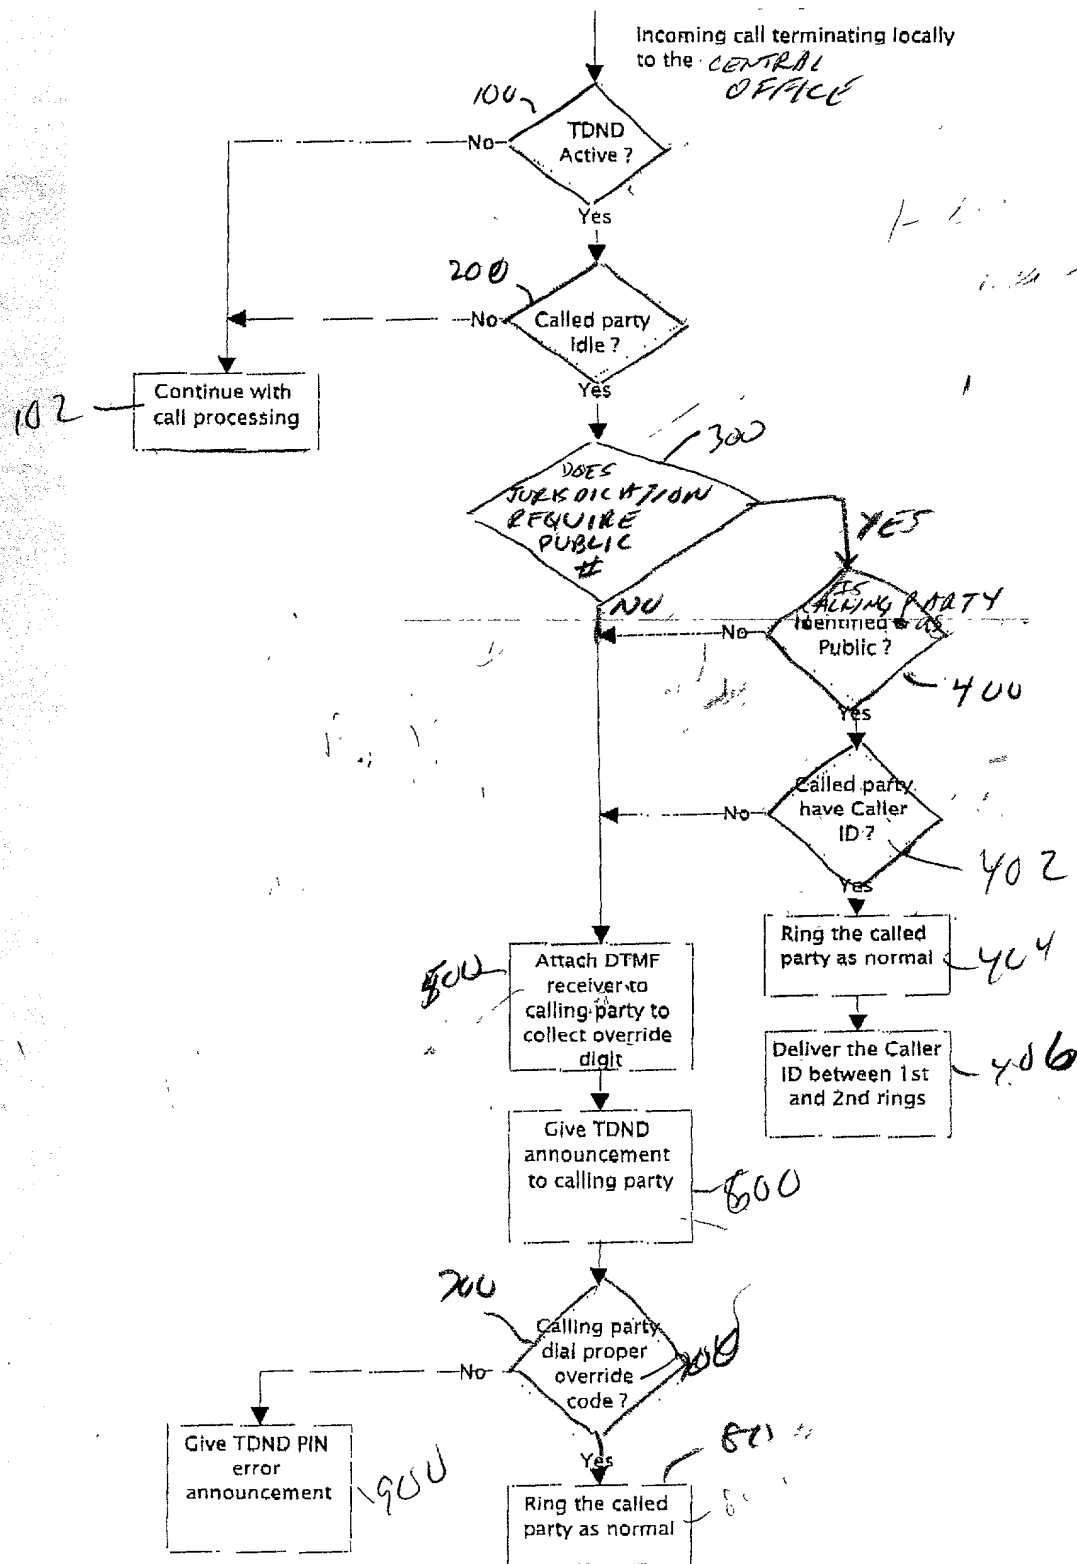 Incoming call terminating locally
to the CENTRAL
OFFICE
100
TDND
Active ?
No
Yes
200
Called party
Idle ?
No
Yes
Continue with
call processing
102
300
DOES
JURISDICATION
REQUIRE
PUBLIC
#
YES
NO
IS
CALLING PARTY
Identified as
Public ?
No
400
Yes
Called party
have Caller
ID ?
No
402
Yes
Ring the called
party as normal
404
Attach DTMF
receiver to
calling party to
collect override
digit
Deliver the Caller
ID between 1st
and 2nd rings
406
Give TDND
announcement
to calling party
700
Calling party
dial proper
override
code ?
No
Yes
Give TDND PIN
error
announcement
900
Ring the called
party as normal